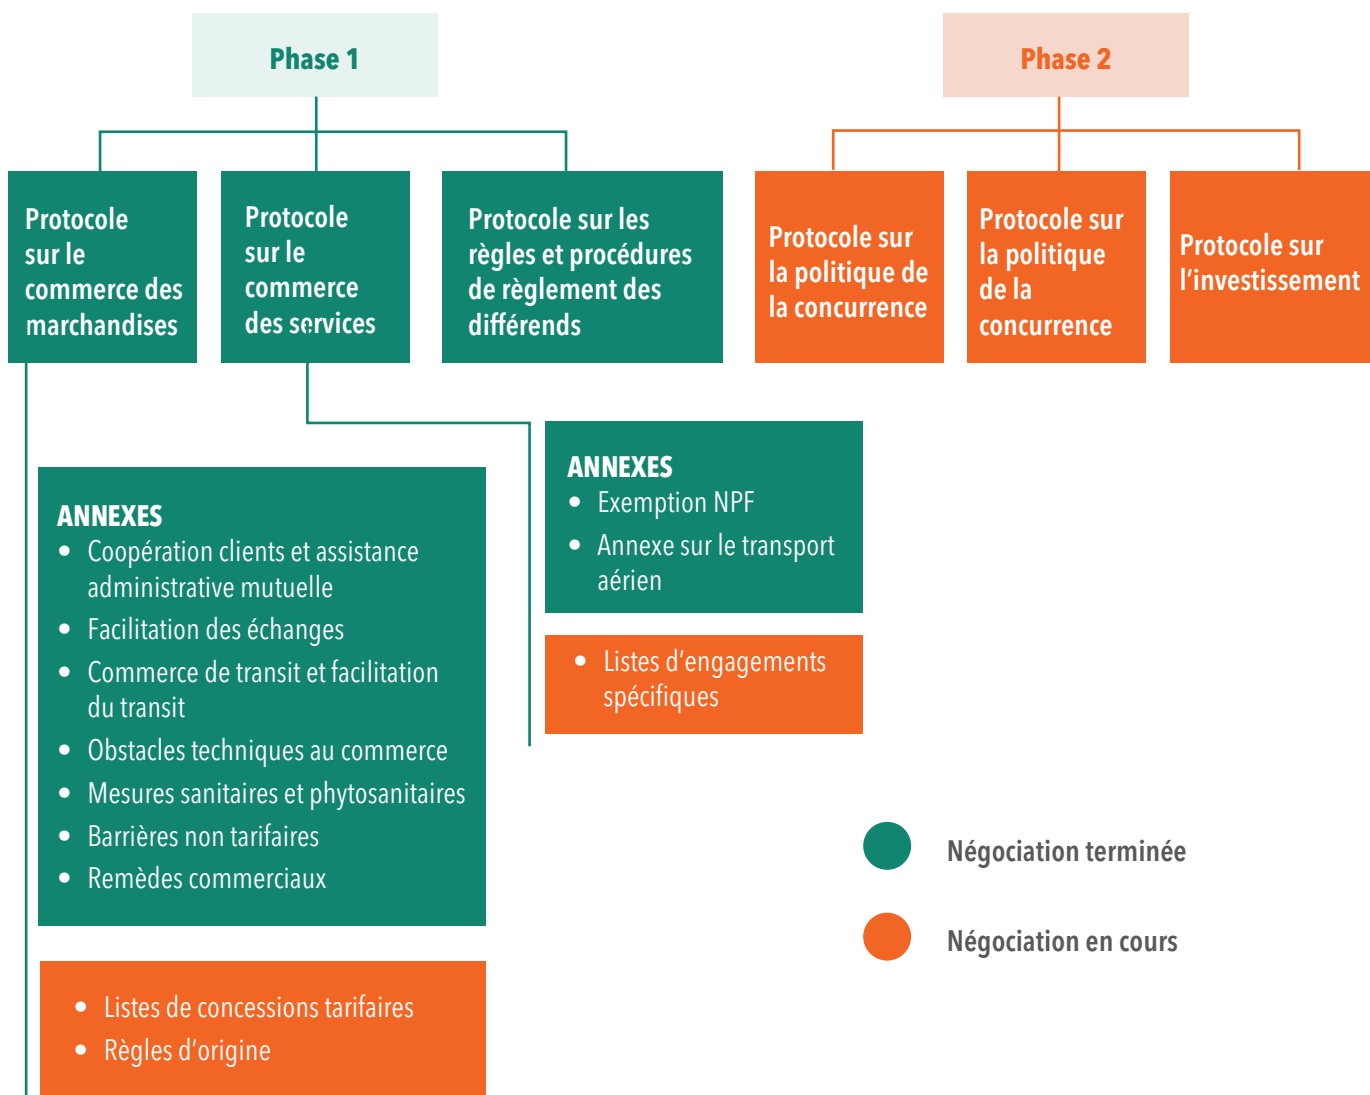 Phase 1
Phase 2
Protocole
sur le
commerce des
marchandises
Protocole
sur le
commerce
des services
Protocole sur les
règles et procédures
de règlement des
différends
Protocole sur
la politique de
la concurrence
Protocole sur
la politique
de la
concurrence
Protocole sur
l'investissement
ANNEXES
• Coopération clients et assistance
administrative mutuelle
• Facilitation des échanges
• Commerce de transit et facilitation
du transit
• Obstacles techniques au commerce
• Mesures sanitaires et phytosanitaires
• Barrières non tarifaires
• Remèdes commerciaux
• Listes de concessions tarifaires
• Règles d'origine
ANNEXES
• Exemption NPF
• Annexe sur le transport
aérien
• Listes d'engagements
spécifiques
Négociation terminée
Négociation en cours